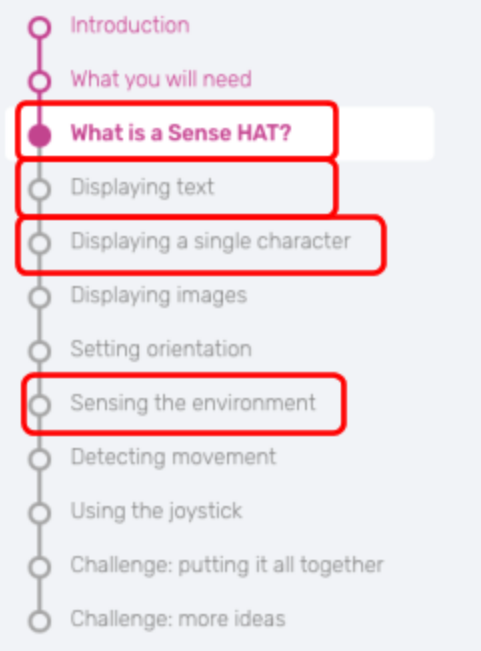 Introduction
What you will need
What is a Sense HAT?
Displaying text
Displaying a single character
Displaying images
Setting orientation
Sensing the environment
Detecting movement
Using the joystick
Challenge: putting it all together
Challenge: more ideas